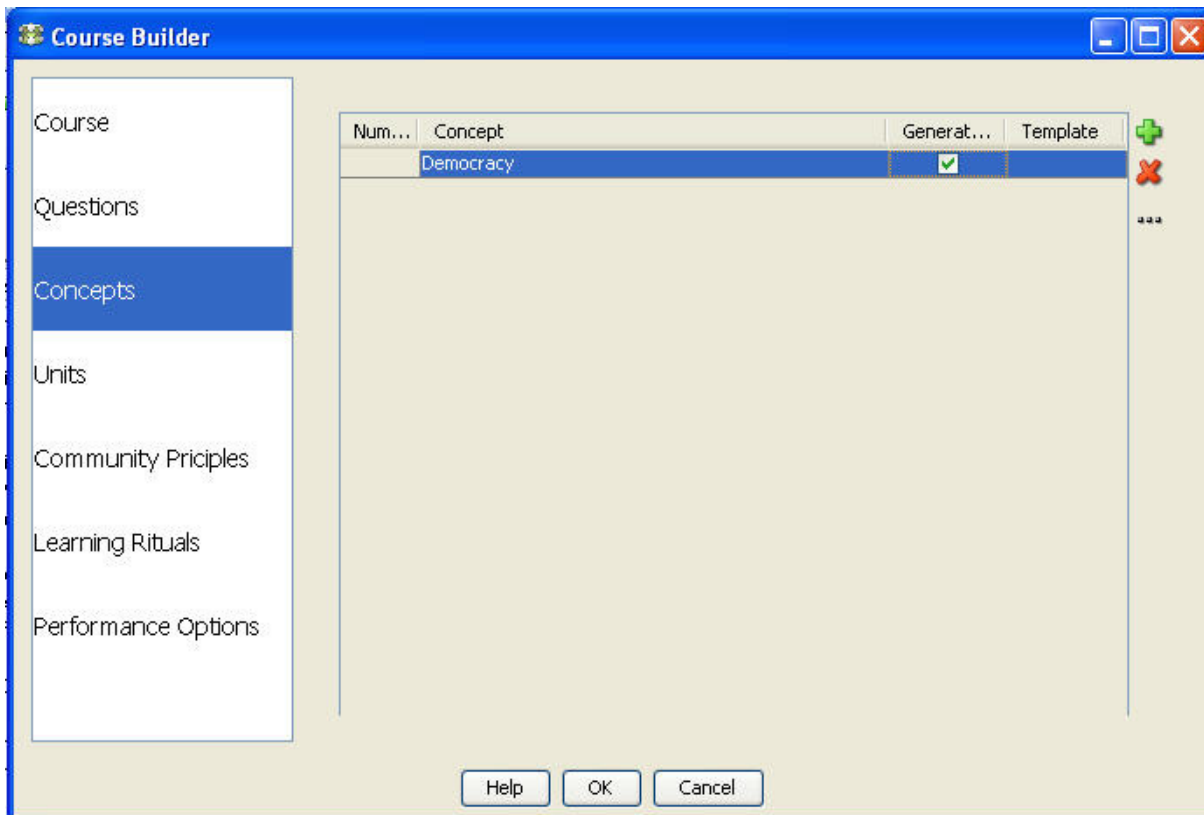 Course Builder
Course
Questions
Concepts
Units
Community Priciples
Learning Rituals
Performance Options
Num... Concept Generat... Template
Democracy
...
Help OK Cancel